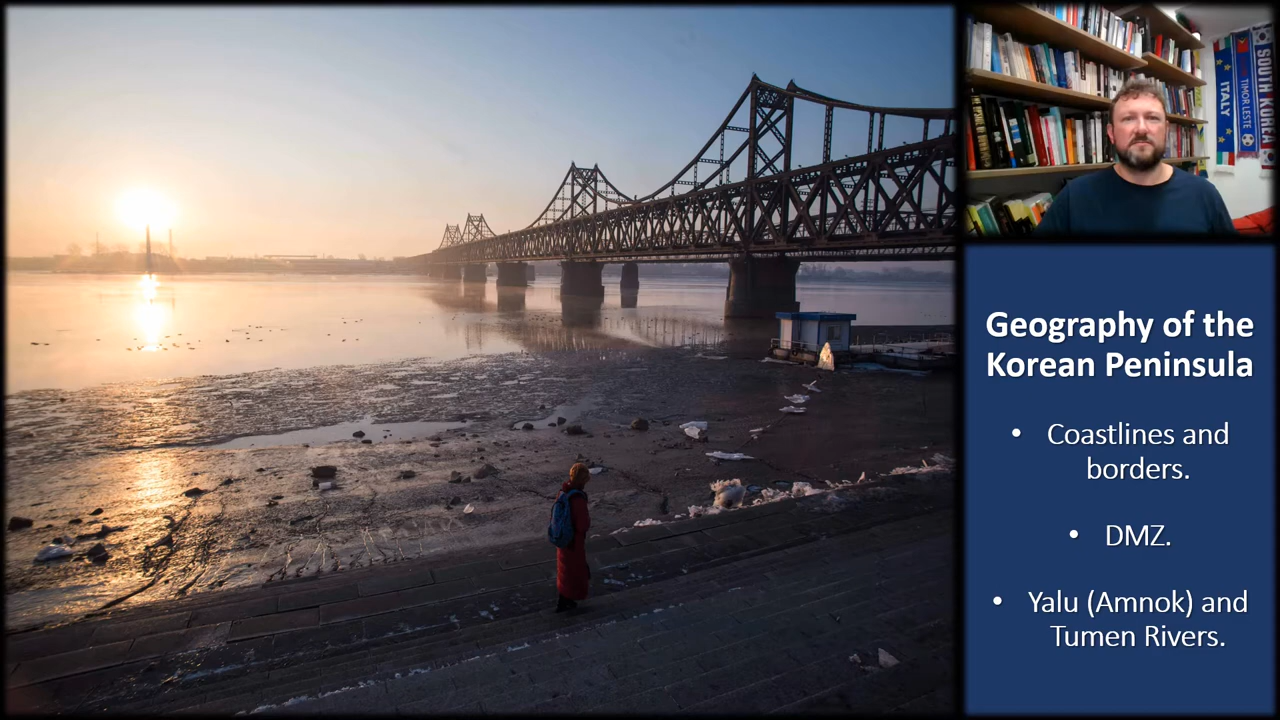 Geography of the
Korean Peninsula
• Coastlines and
borders.
• DMZ.
• Yalu (Amnok) and
Tumen Rivers.
ITALY
TIMOR LESTE
SOUTH KOREA